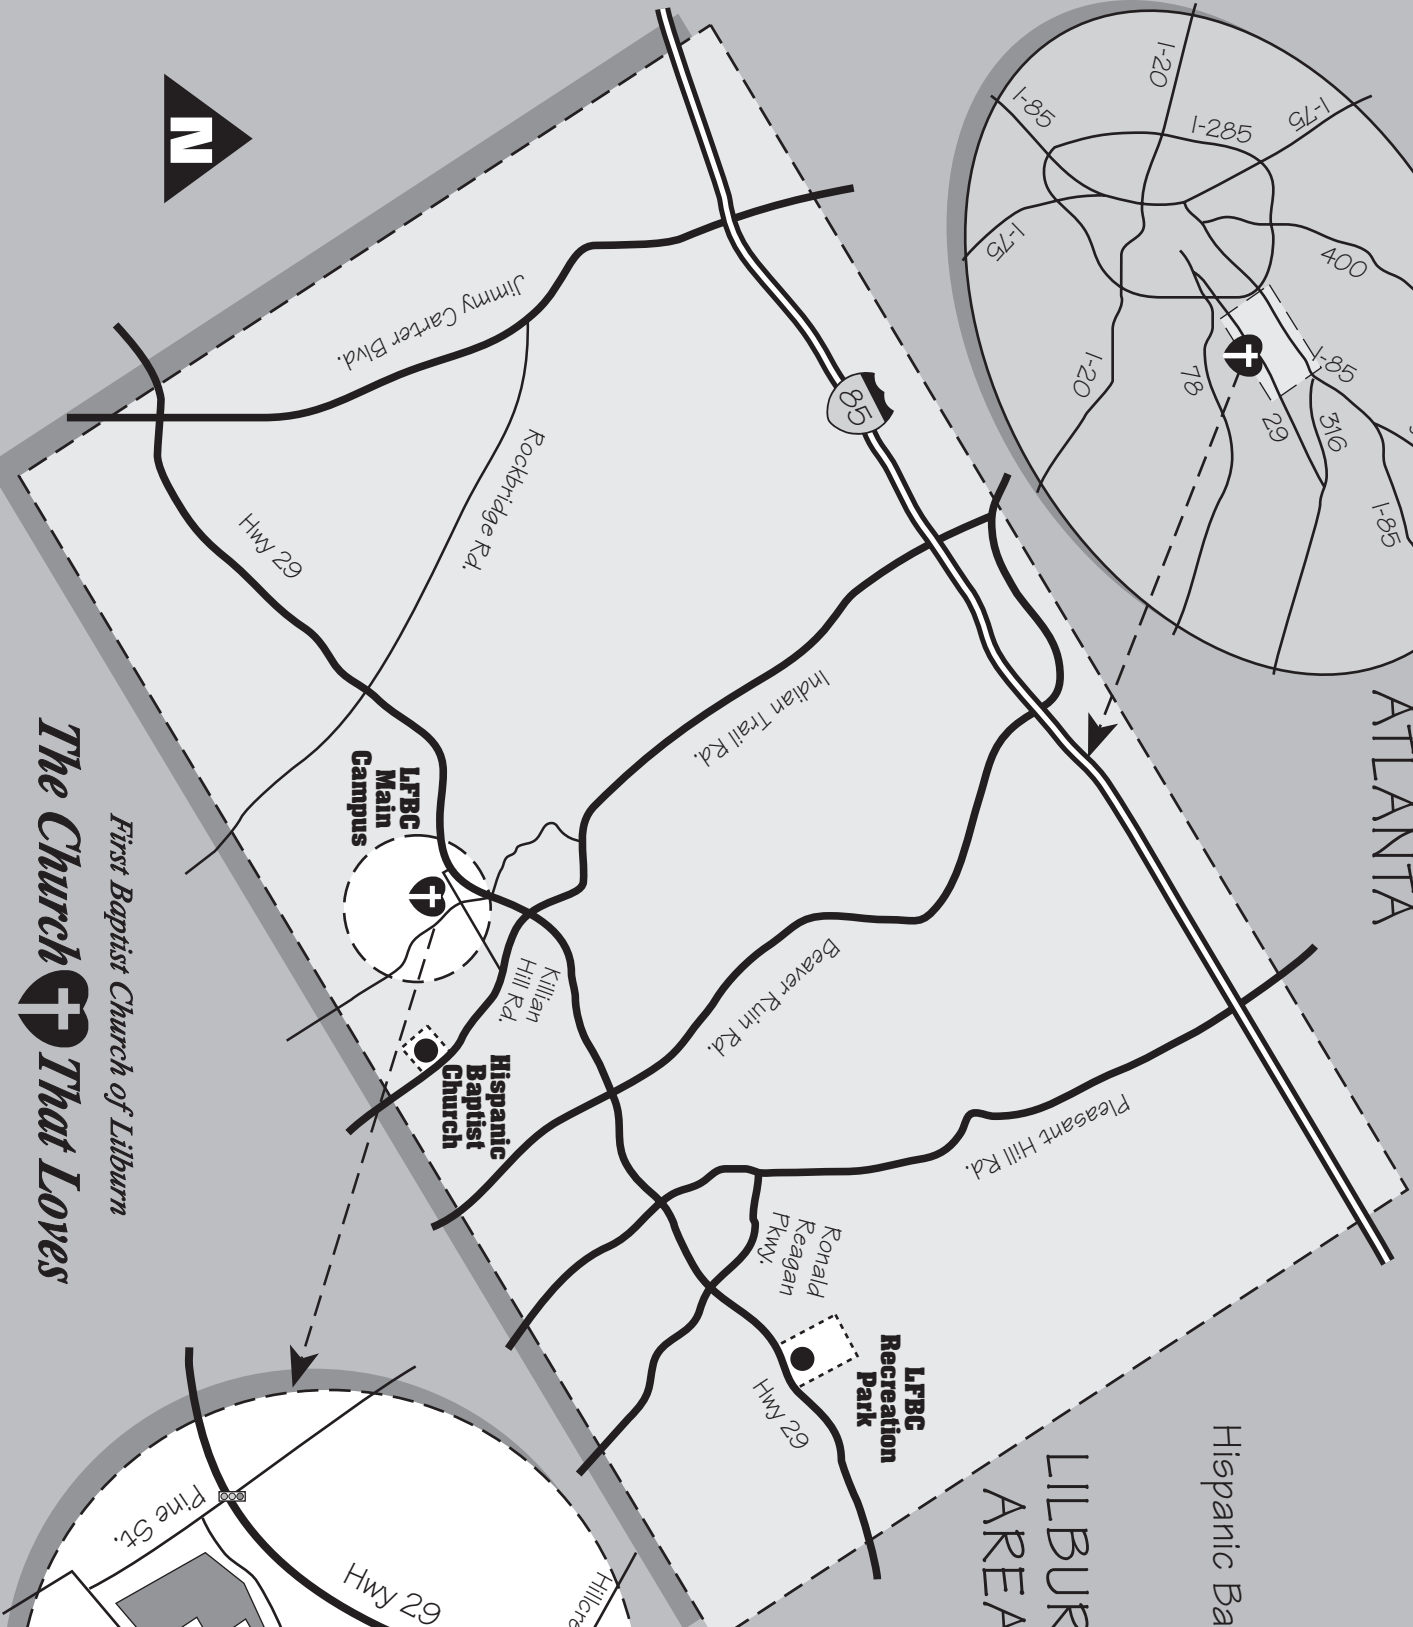 I-20
I-85
I-285
I-75
I-75
400
I-20
78
I-85
29
316
I-85
ATLANTA
N
85
Jimmy Carter Blvd.
Rockbridge Rd.
Hwy 29
Indian Trail Rd.
LFBC
Main
Campus
Killian
Hill Rd.
Beaver Ruin Rd.
Hispanic
Baptist
Church
Pleasant Hill Rd.
Ronald
Reagan
Pkwy.
LFBC
Recreation
Park
Hwy 29
First Baptist Church of Lilburn
The Church That Loves
Hispanic Ba
LILBUR
AREA
Pine St.
Hwy 29
Hillcre